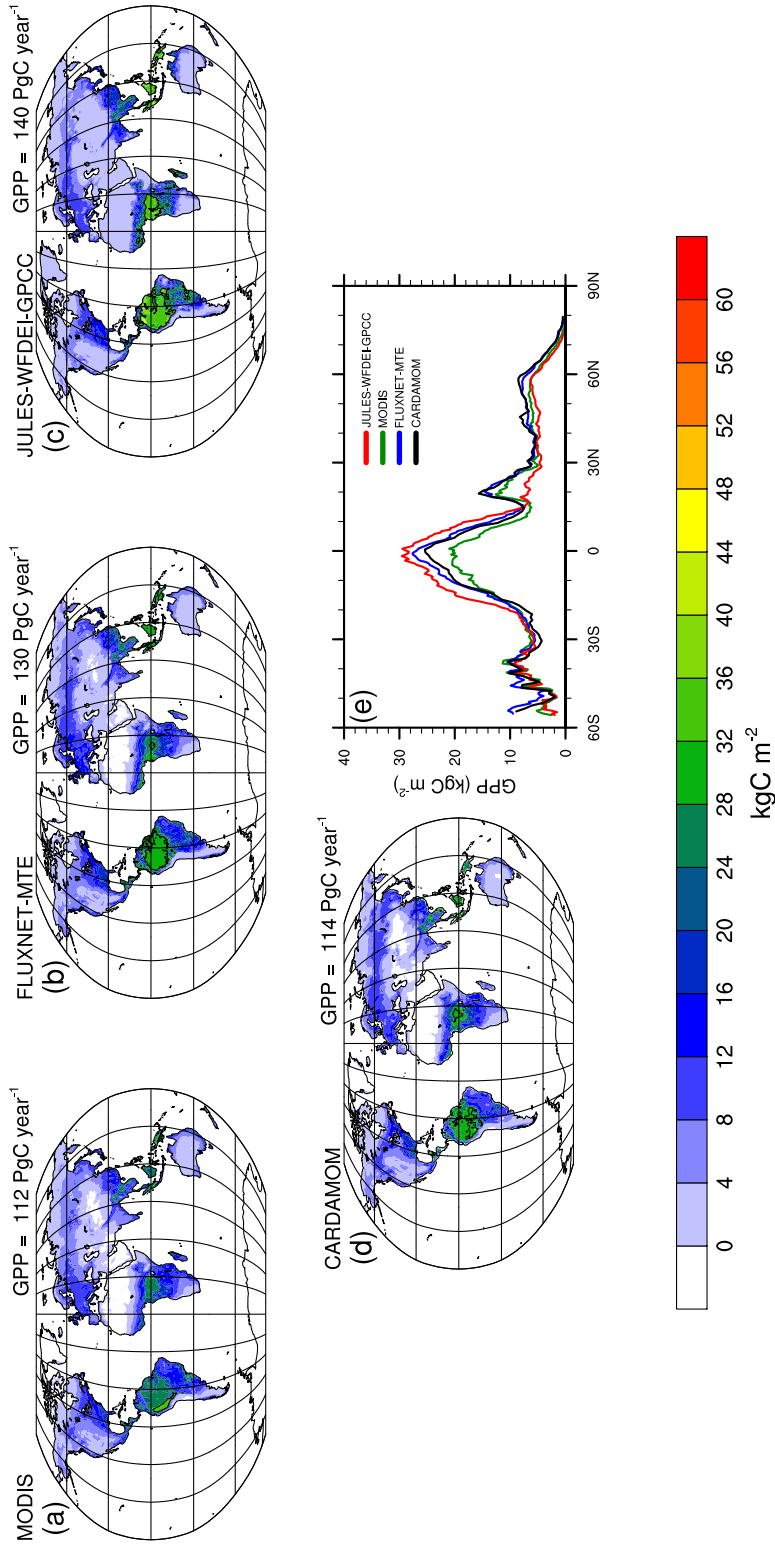 MODIS
GPP = 112 PgC year⁻¹
(a)
FLUXNET-MTE
GPP = 130 PgC year⁻¹
(b)
JULES-WFDEI-GPCC
GPP = 140 PgC year⁻¹
(c)
CARDAMOM
GPP = 114 PgC year⁻¹
(d)
(e)
JULES-WFDEI-GPCC
MODIS
FLUXNET-MTE
CARDAMOM
GPP (kgC m⁻²)
40
30
20
10
0
60S 30S 0 30N 60N 90N
0 4 8 12 16 20 24 28 32 36 40 44 48 52 56 60
kgC m⁻²